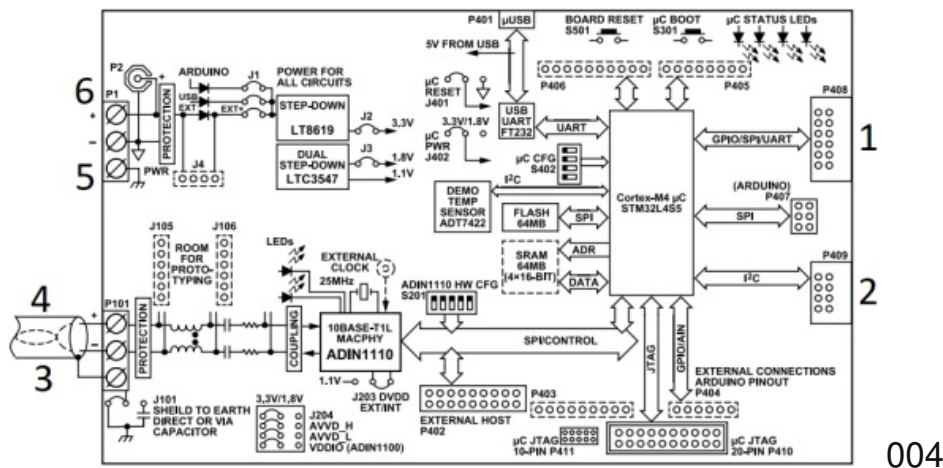 P401
µUSB
BOARD RESET
S501
µC BOOT
S301
µC STATUS LEDs
5V FROM USB
P406
P405
P408
P2
+
ARDUINO
J1
POWER FOR
ALL CIRCUITS
6
P1
+
−
5
PROTECTION
USB
EXT
EXT+
STEP-DOWN
LT8619
J2
3.3V
DUAL
STEP-DOWN
LTC3547
J3
1.8V
1.1V
PWR
J4
µC
RESET
J401
3.3V/1.8V
µC
PWR
J402
USB
UART
FT232
UART
µC CFG
S402
I²C
DEMO
TEMP
SENSOR
ADT7422
FLASH
64MB
SPI
SRAM
64MB
(4×16-BIT)
ADR
DATA
Cortex-M4 µC
STM32L4S5
GPIO/SPI/UART
1
(ARDUINO)
P407
SPI
P409
I²C
2
J105
ROOM
FOR
PROTO-
TYPING
J106
LEDs
EXTERNAL
CLOCK
25MHz
ADIN1110 HW CFG
S201
4
P101
+
−
3
PROTECTION
COUPLING
10BASE-T1L
MACPHY
ADIN1110
SPI/CONTROL
JTAG
GPIO/AIN
1.1V
J203 DVDD
EXT/INT
EXTERNAL CONNECTIONS
ARDUINO PINOUT
P404
P403
J101
SHEILD TO EARTH
DIRECT OR VIA
CAPACITOR
3,3V/1,8V
J204
AVVD_H
AVVD_L
VDDIO (ADIN1100)
EXTERNAL HOST
P402
µC JTAG
10-PIN P411
µC JTAG
20-PIN P410
004